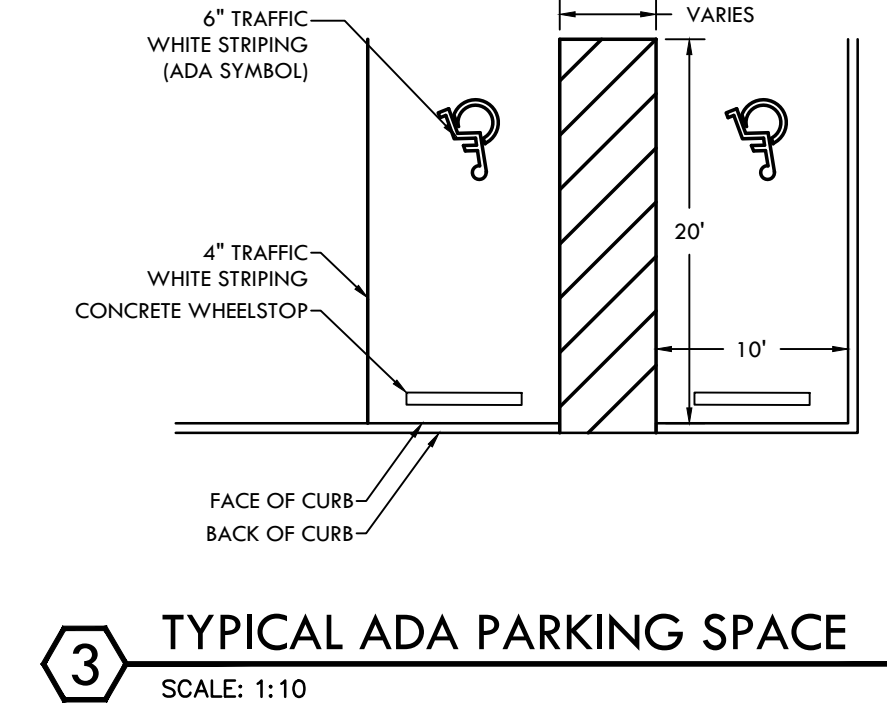 6" TRAFFIC
WHITE STRIPING
(ADA SYMBOL)
VARIES
20'
4" TRAFFIC
WHITE STRIPING
CONCRETE WHEELSTOP
10'
FACE OF CURB
BACK OF CURB
3
TYPICAL ADA PARKING SPACE
SCALE: 1:10